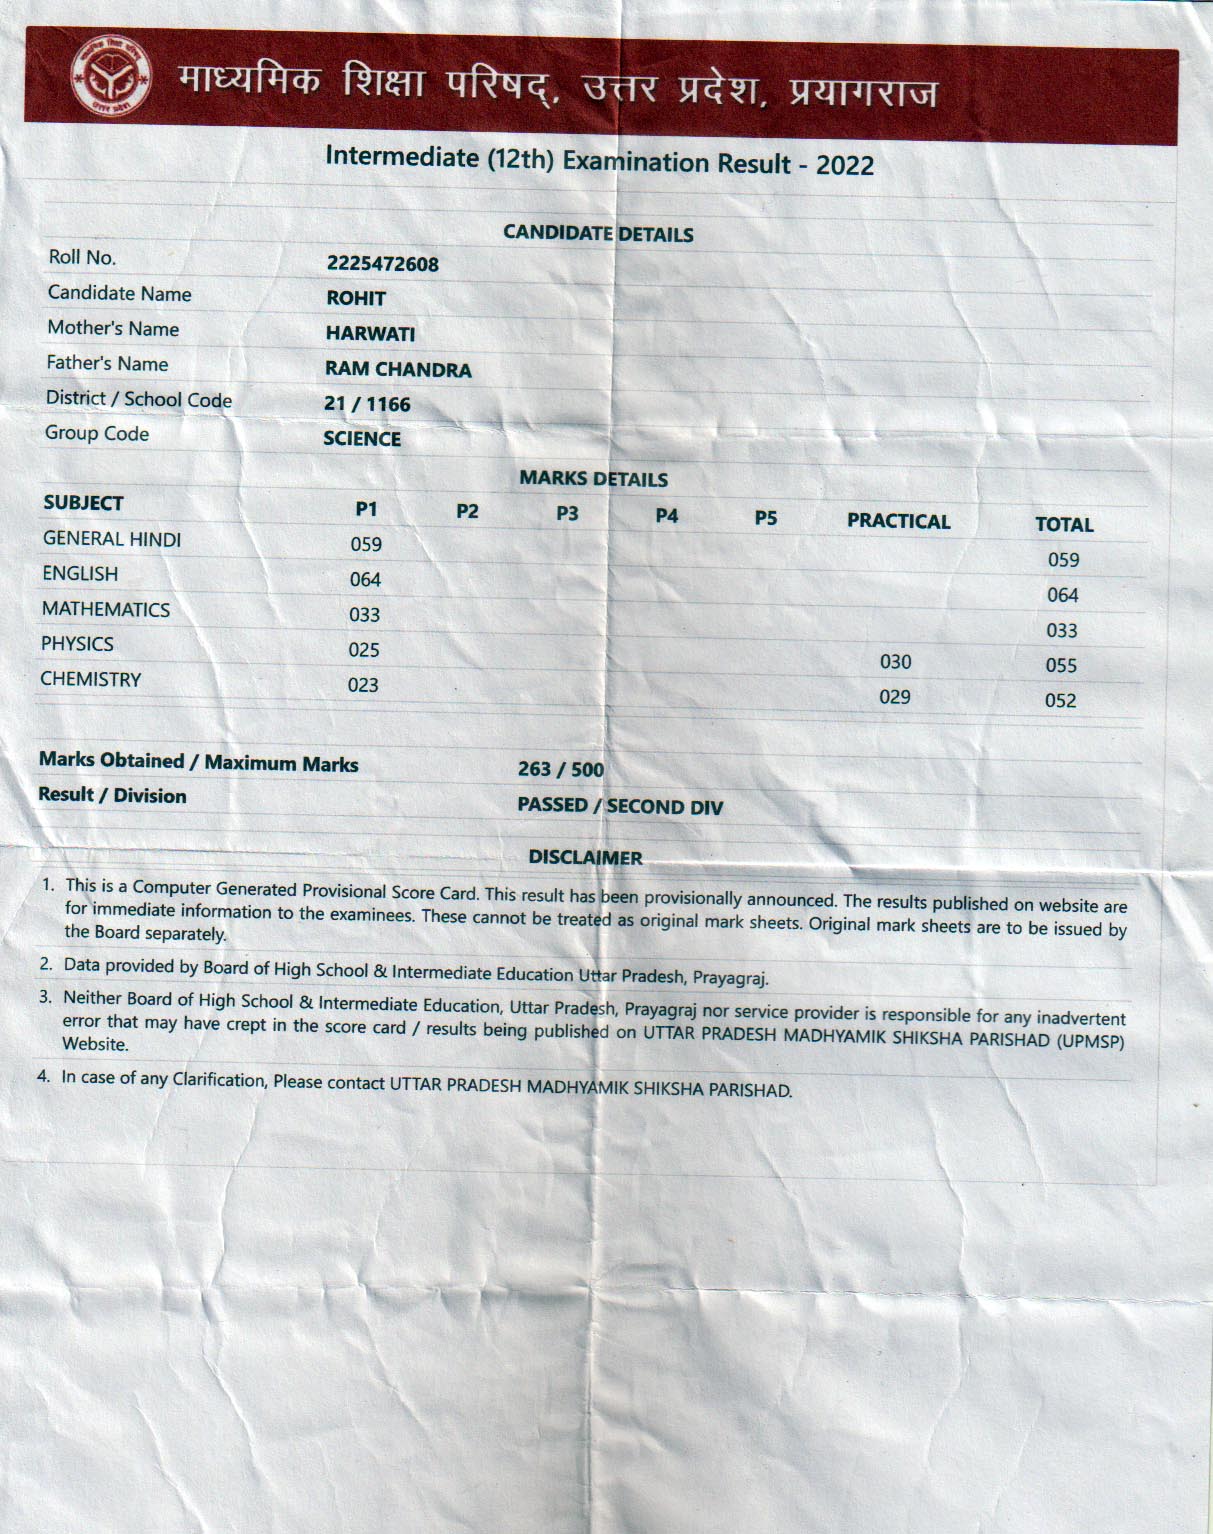 माध्यमिक शिक्षा परिषद्, उत्तर प्रदेश, प्रयागराज
Intermediate (12th) Examination Result - 2022
CANDIDATE DETAILS
Roll No. 2225472608
Candidate Name ROHIT
Mother's Name HARWATI
Father's Name RAM CHANDRA
District / School Code 21 / 1166
Group Code SCIENCE
MARKS DETAILS
SUBJECT P1 P2 P3 P4 P5 PRACTICAL TOTAL
GENERAL HINDI 059 059
ENGLISH 064 064
MATHEMATICS 033 033
PHYSICS 025 030 055
CHEMISTRY 023 029 052
Marks Obtained / Maximum Marks 263 / 500
Result / Division PASSED / SECOND DIV
DISCLAIMER
1. This is a Computer Generated Provisional Score Card. This result has been provisionally announced. The results published on website are
for immediate information to the examinees. These cannot be treated as original mark sheets. Original mark sheets are to be issued by
the Board separately.
2. Data provided by Board of High School & Intermediate Education Uttar Pradesh, Prayagraj.
3. Neither Board of High School & Intermediate Education, Uttar Pradesh, Prayagraj nor service provider is responsible for any inadvertent
error that may have crept in the score card / results being published on UTTAR PRADESH MADHYAMIK SHIKSHA PARISHAD (UPMSP)
Website.
4. In case of any Clarification, Please contact UTTAR PRADESH MADHYAMIK SHIKSHA PARISHAD.